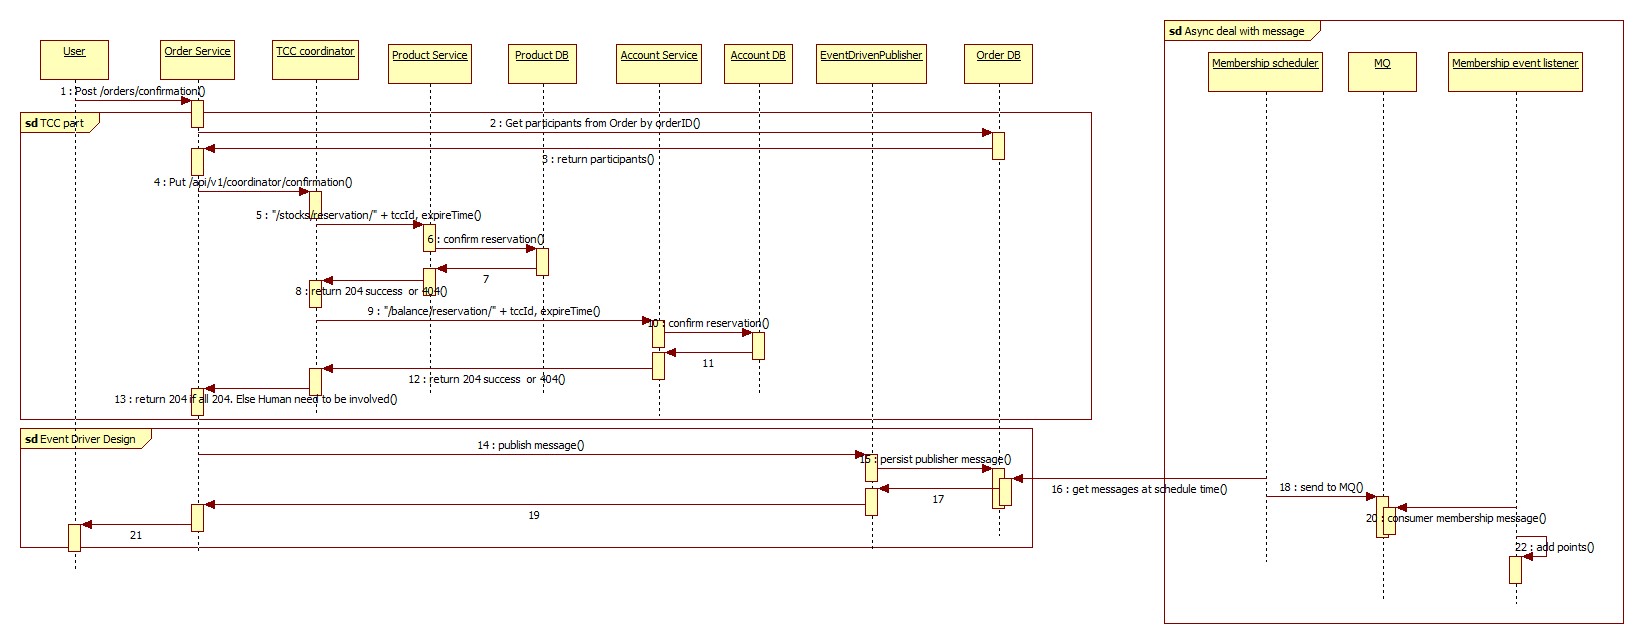 sd Async deal with message
User
Order Service
TCC coordinator
Product Service
Product DB
Account Service
Account DB
EventDrivenPublisher
Order DB
Membership scheduler
MQ
Membership event listener
1 : Post /orders/confirmation()
sd TCC part
2 : Get participants from Order by orderID()
3 : return participants()
4 : Put /api/v1/coordinator/confirmation()
5 : "/stocks/reservation/" + tccId, expireTime()
6 : confirm reservation()
7
8 : return 204 success or 404()
9 : "/balance/reservation/" + tccId, expireTime()
10 : confirm reservation()
11
12 : return 204 success or 404()
13 : return 204 if all 204. Else Human need to be involved()
sd Event Driver Design
14 : publish message()
15 : persist publisher message()
16 : get messages at schedule time()
17
18 : send to MQ()
19
20 : consumer membership message()
21
22 : add points()